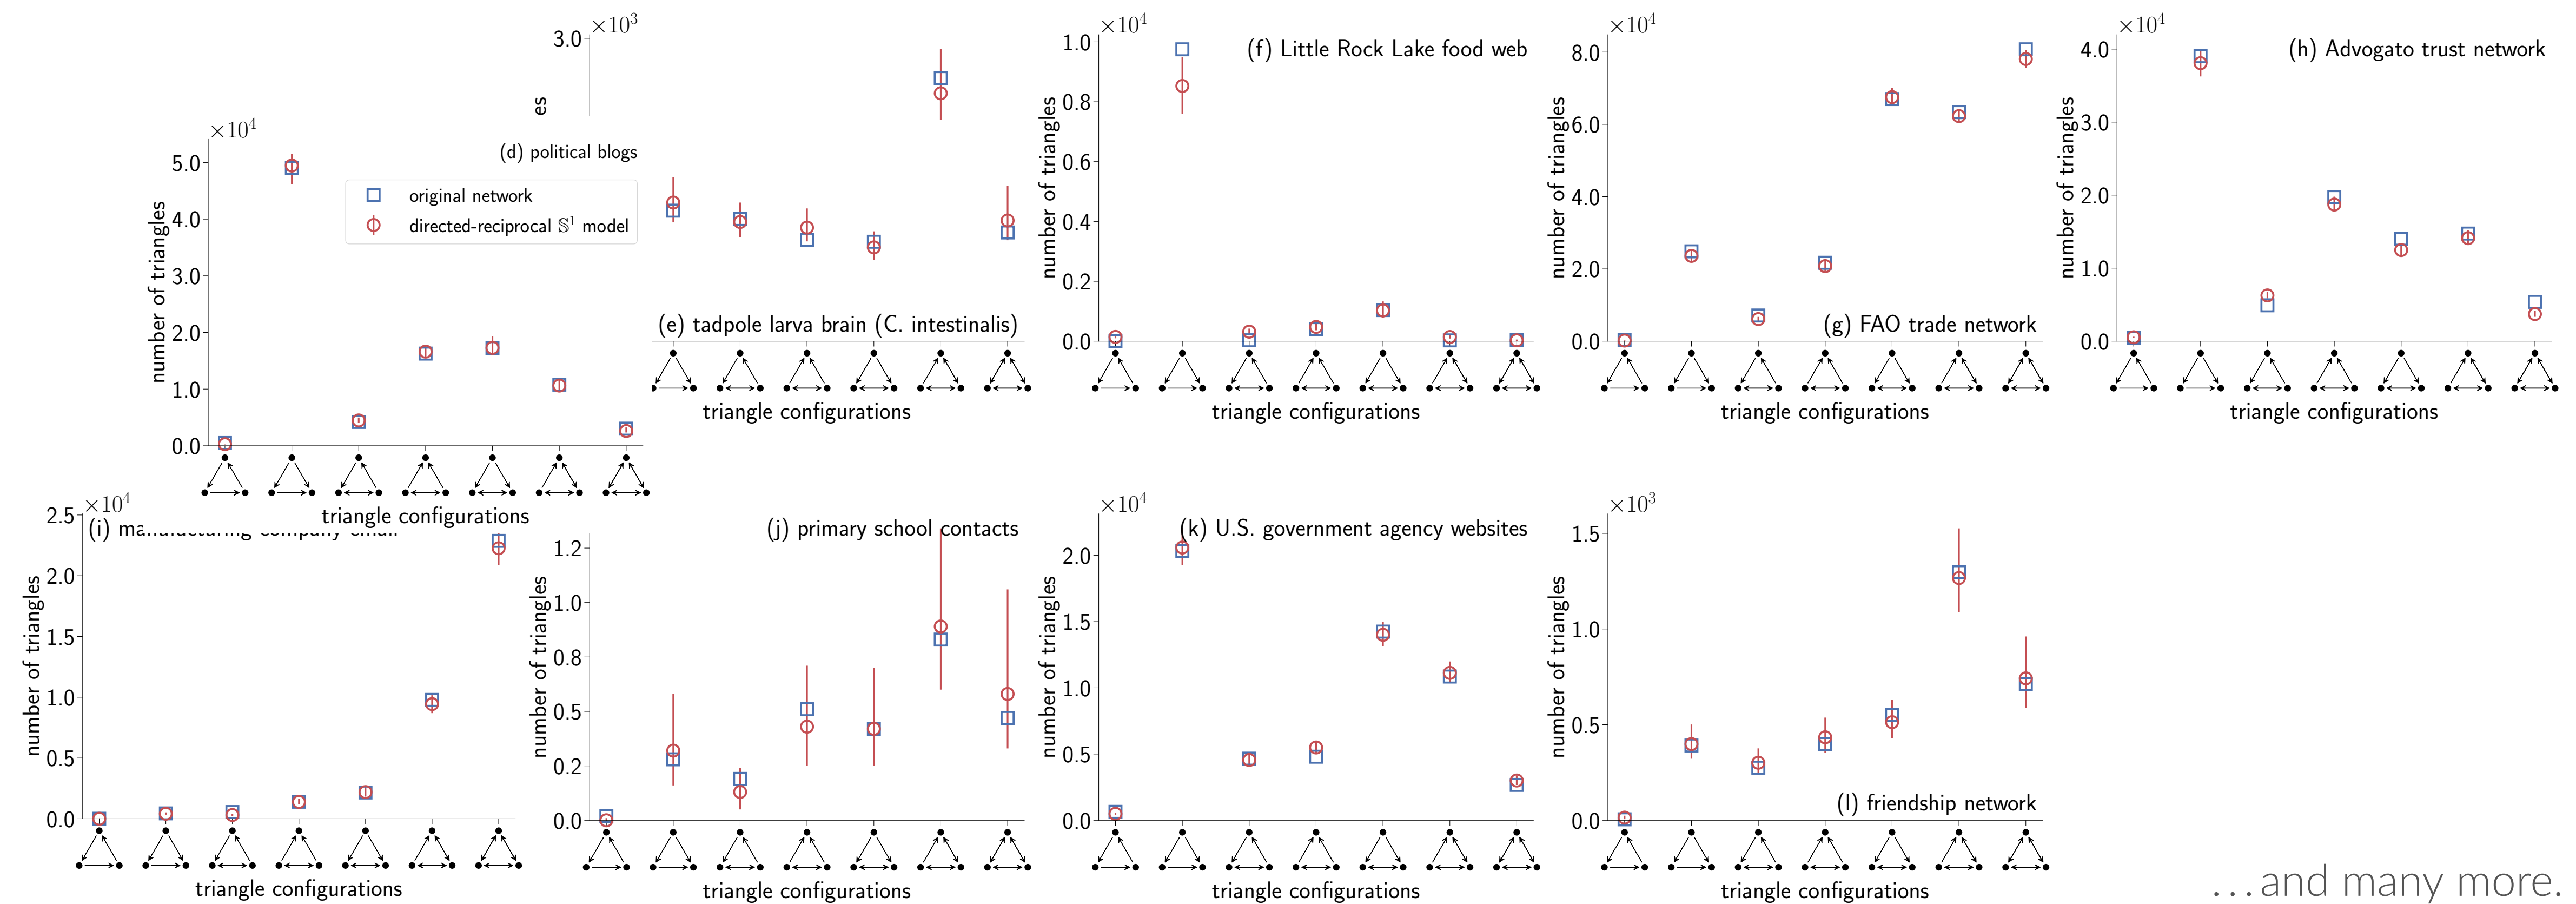 ×10³
3.0
es
(e) tadpole larva brain (C. intestinalis)
triangle configurations
×10⁴
1.0
0.8
0.6
0.4
0.2
0.0
number of triangles
(f) Little Rock Lake food web
triangle configurations
×10⁴
8.0
6.0
4.0
2.0
0.0
number of triangles
(g) FAO trade network
triangle configurations
×10⁴
4.0
3.0
2.0
1.0
0.0
number of triangles
(h) Advogato trust network
triangle configurations
×10⁴
5.0
4.0
3.0
2.0
1.0
0.0
number of triangles
(d) political blogs
original network
directed-reciprocal 𝕊¹ model
triangle configurations
×10⁴
2.5
2.0
1.5
1.0
0.5
0.0
number of triangles
(i) manufacturing company email
triangle configurations
1.2
1.0
0.8
0.5
0.2
0.0
number of triangles
(j) primary school contacts
triangle configurations
×10⁴
2.0
1.5
1.0
0.5
0.0
number of triangles
(k) U.S. government agency websites
triangle configurations
×10³
1.5
1.0
0.5
0.0
number of triangles
(l) friendship network
triangle configurations
...and many more.